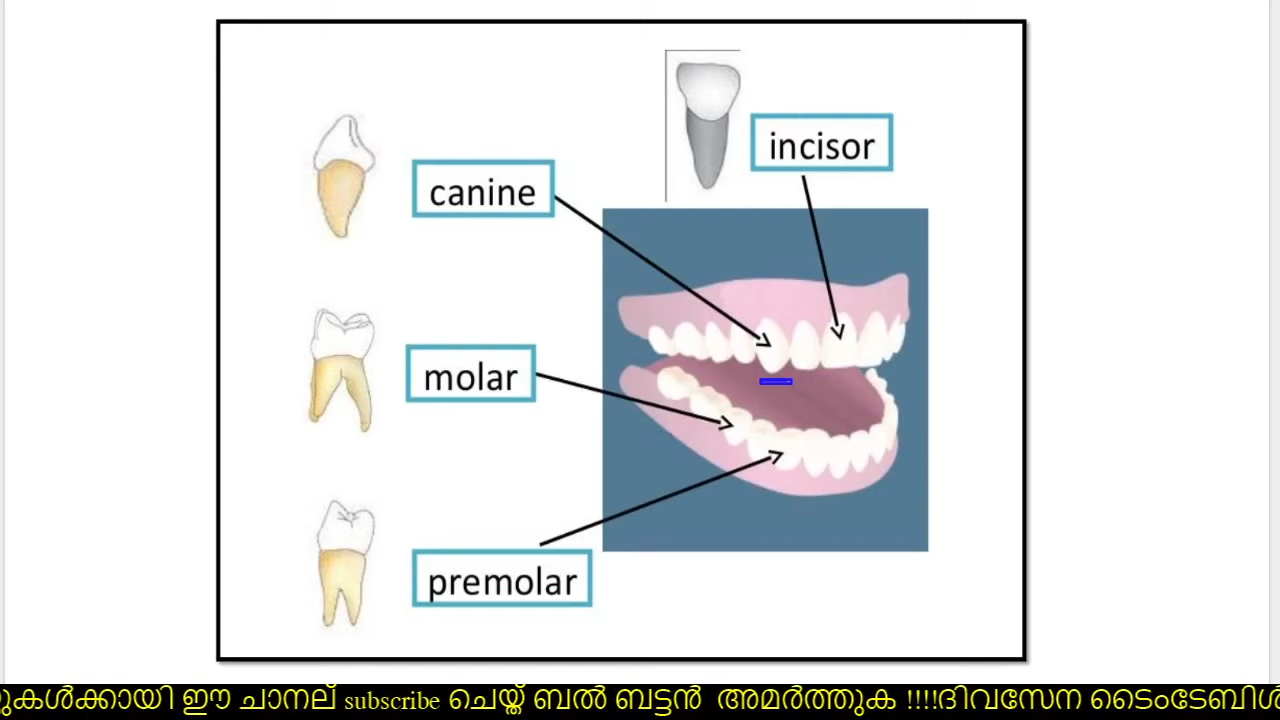 incisor
canine
molar
premolar
കൾക്കായി ഈ ചാനല് subscribe ചെയ്ത് ബൽ ബട്ടൻ അമർത്തുക !!!!ദിവസേന